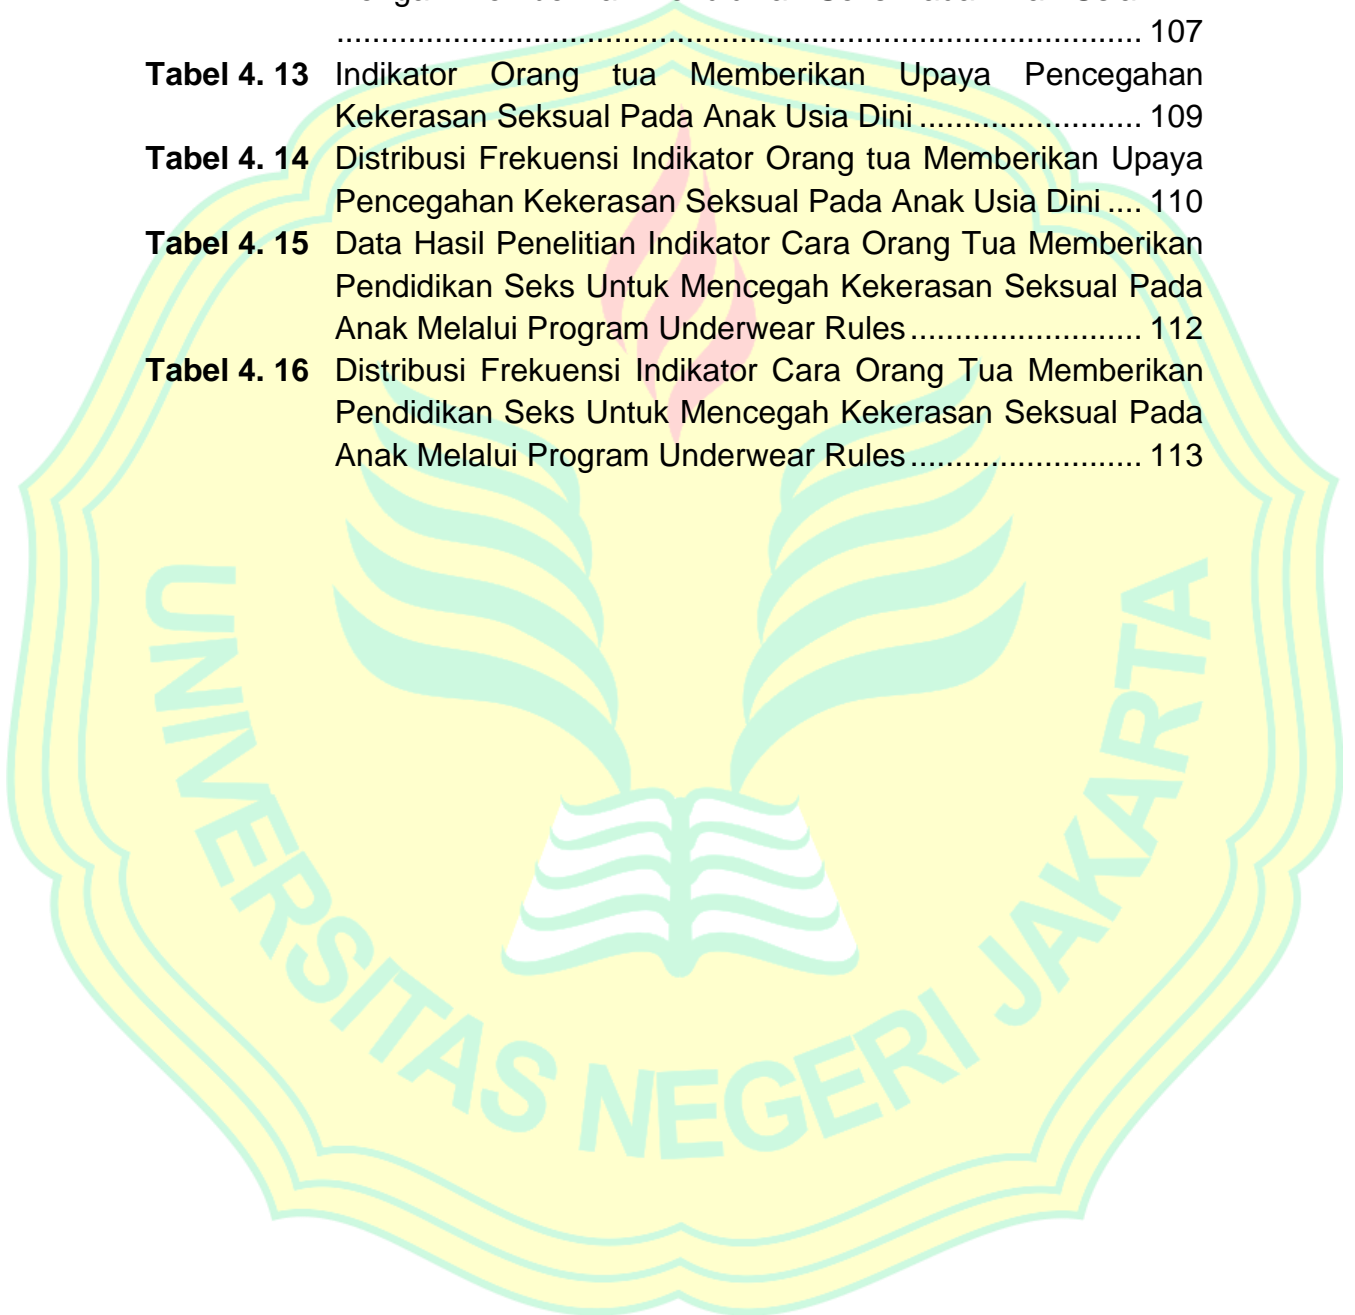 ........................................................................................... 107
Tabel 4. 13 Indikator Orang tua Memberikan Upaya Pencegahan
Kekerasan Seksual Pada Anak Usia Dini ......................... 109
Tabel 4. 14 Distribusi Frekuensi Indikator Orang tua Memberikan Upaya
Pencegahan Kekerasan Seksual Pada Anak Usia Dini .... 110
Tabel 4. 15 Data Hasil Penelitian Indikator Cara Orang Tua Memberikan
Pendidikan Seks Untuk Mencegah Kekerasan Seksual Pada
Anak Melalui Program Underwear Rules .......................... 112
Tabel 4. 16 Distribusi Frekuensi Indikator Cara Orang Tua Memberikan
Pendidikan Seks Untuk Mencegah Kekerasan Seksual Pada
Anak Melalui Program Underwear Rules .......................... 113
UNIVERSITAS NEGERI JAKARTA